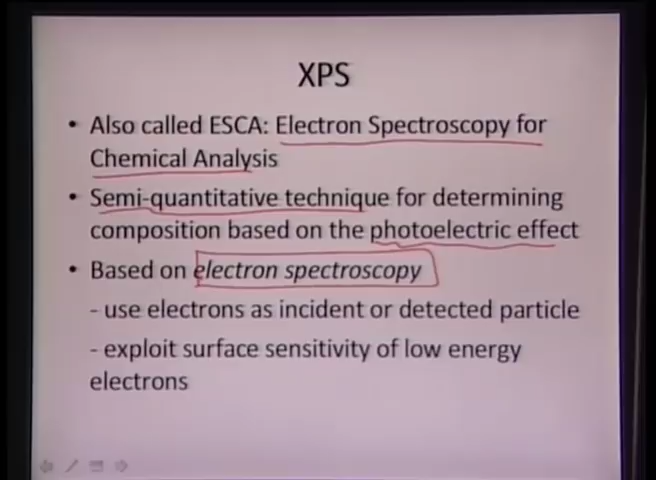 XPS
• Also called ESCA: Electron Spectroscopy for
Chemical Analysis
• Semi-quantitative technique for determining
composition based on the photoelectric effect
• Based on electron spectroscopy
- use electrons as incident or detected particle
- exploit surface sensitivity of low energy
electrons